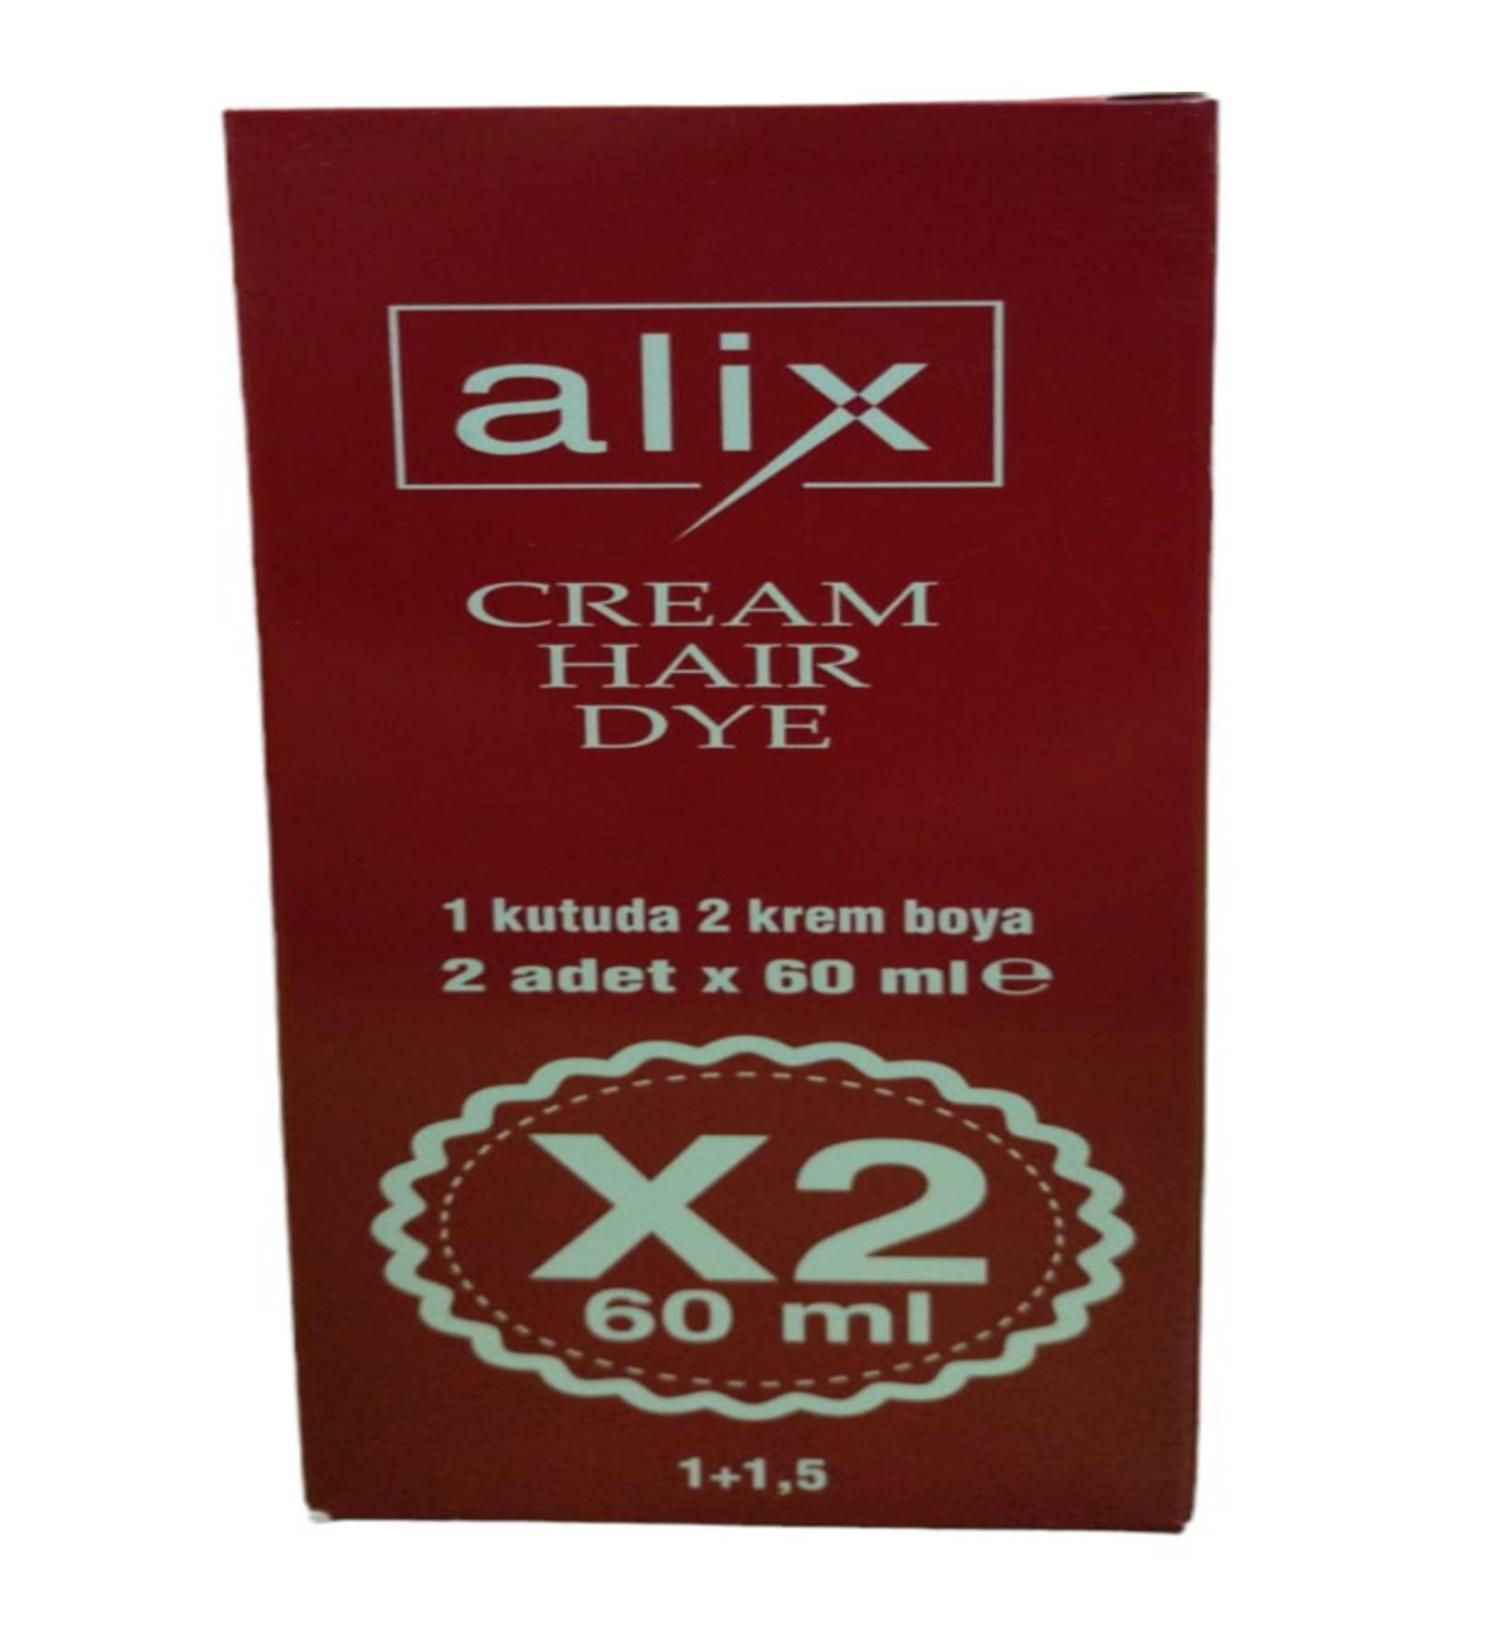 alix
CREAM
HAIR
DYE
1 kutuda 2 krem boya
2 adet x 60 ml ℮
X2
60 ml
1+1,5